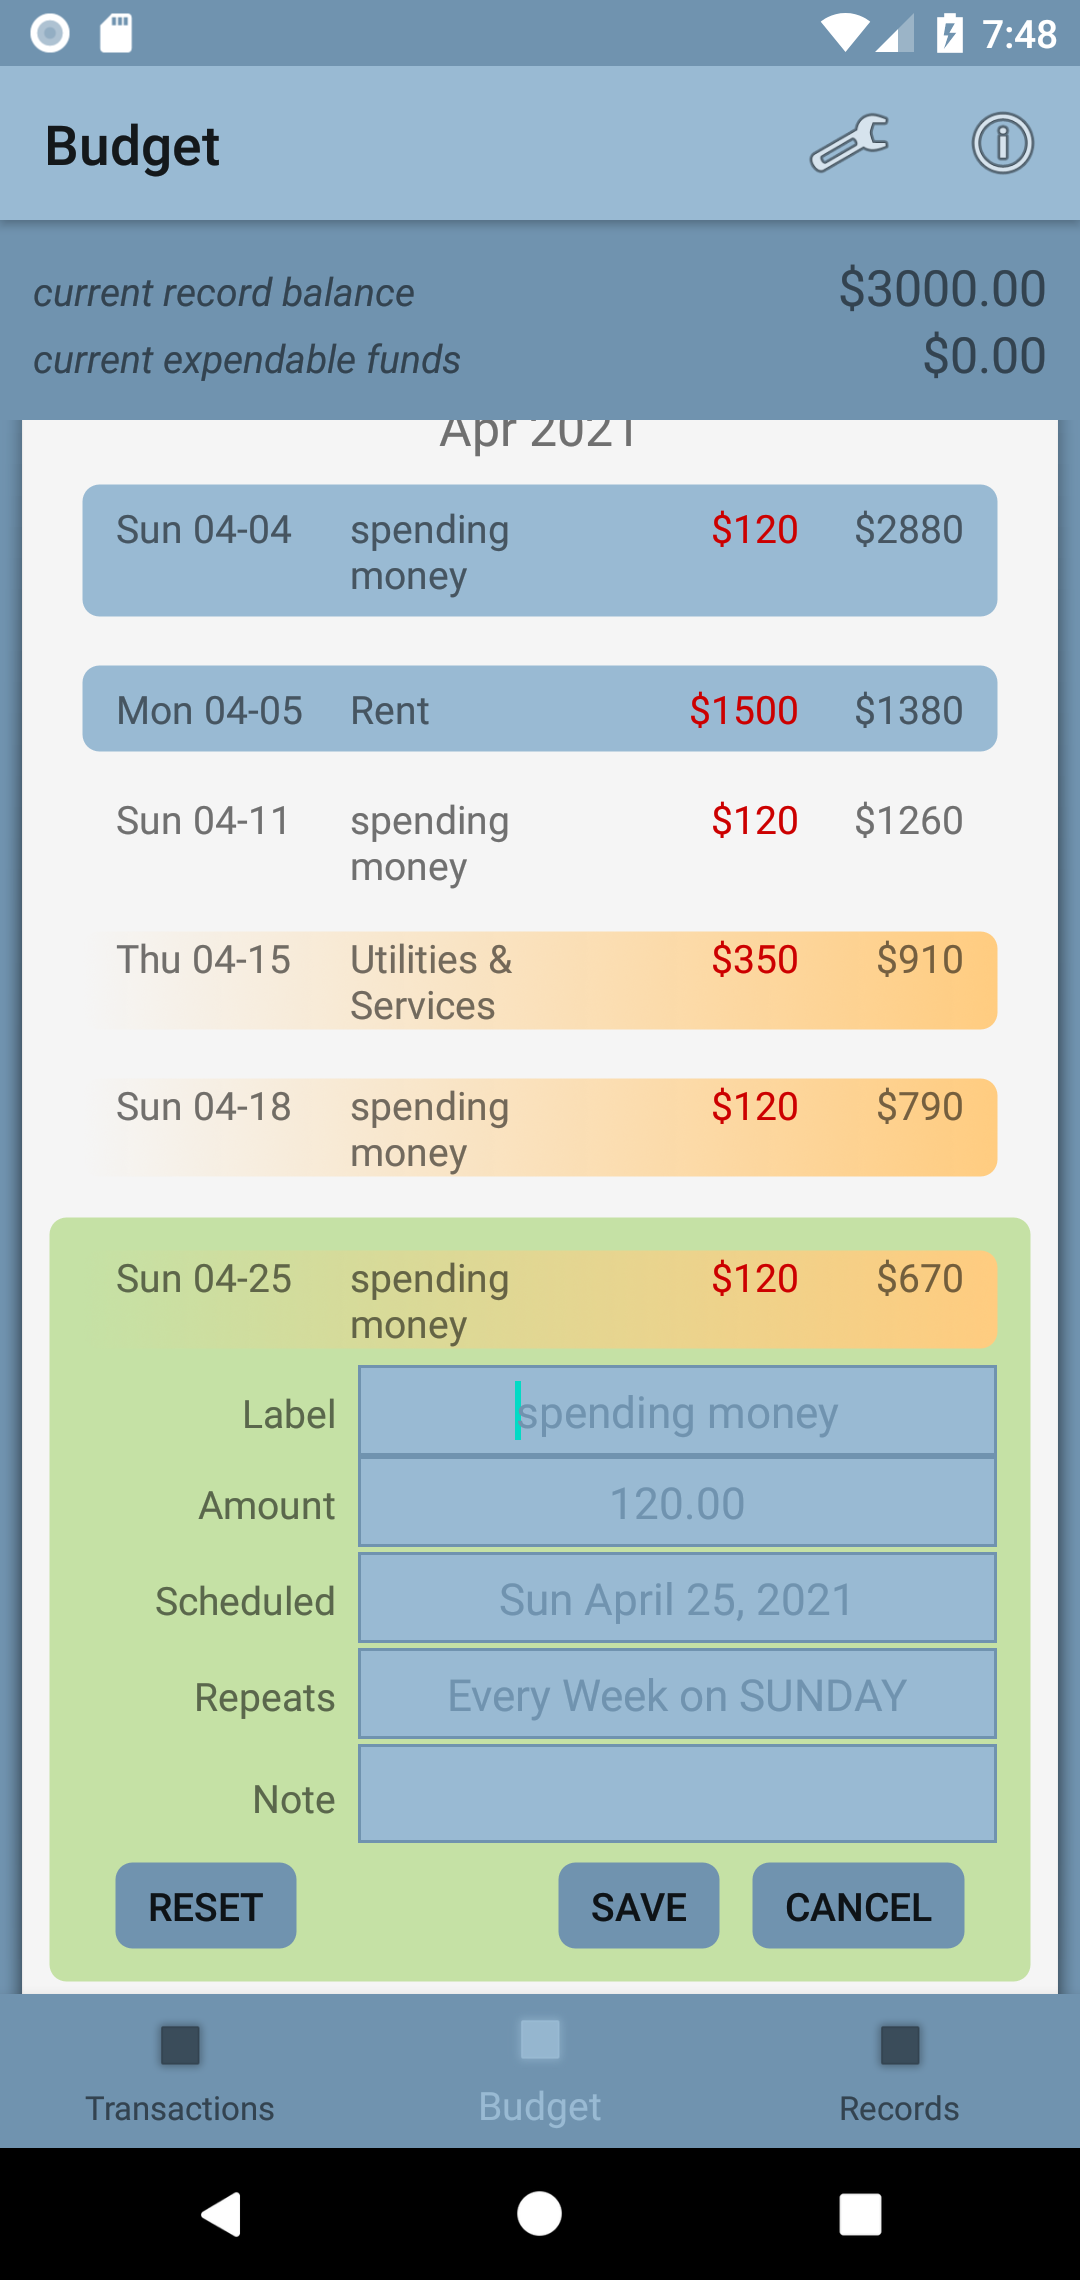 7:48
Budget
current record balance $3000.00
current expendable funds $0.00
Apr 2021
Sun 04-04 spending $120 $2880
money
Mon 04-05 Rent $1500 $1380
Sun 04-11 spending $120 $1260
money
Thu 04-15 Utilities & $350 $910
Services
Sun 04-18 spending $120 $790
money
Sun 04-25 spending $120 $670
money
Label spending money
Amount 120.00
Scheduled Sun April 25, 2021
Repeats Every Week on SUNDAY
Note
RESET SAVE CANCEL
Transactions Budget Records